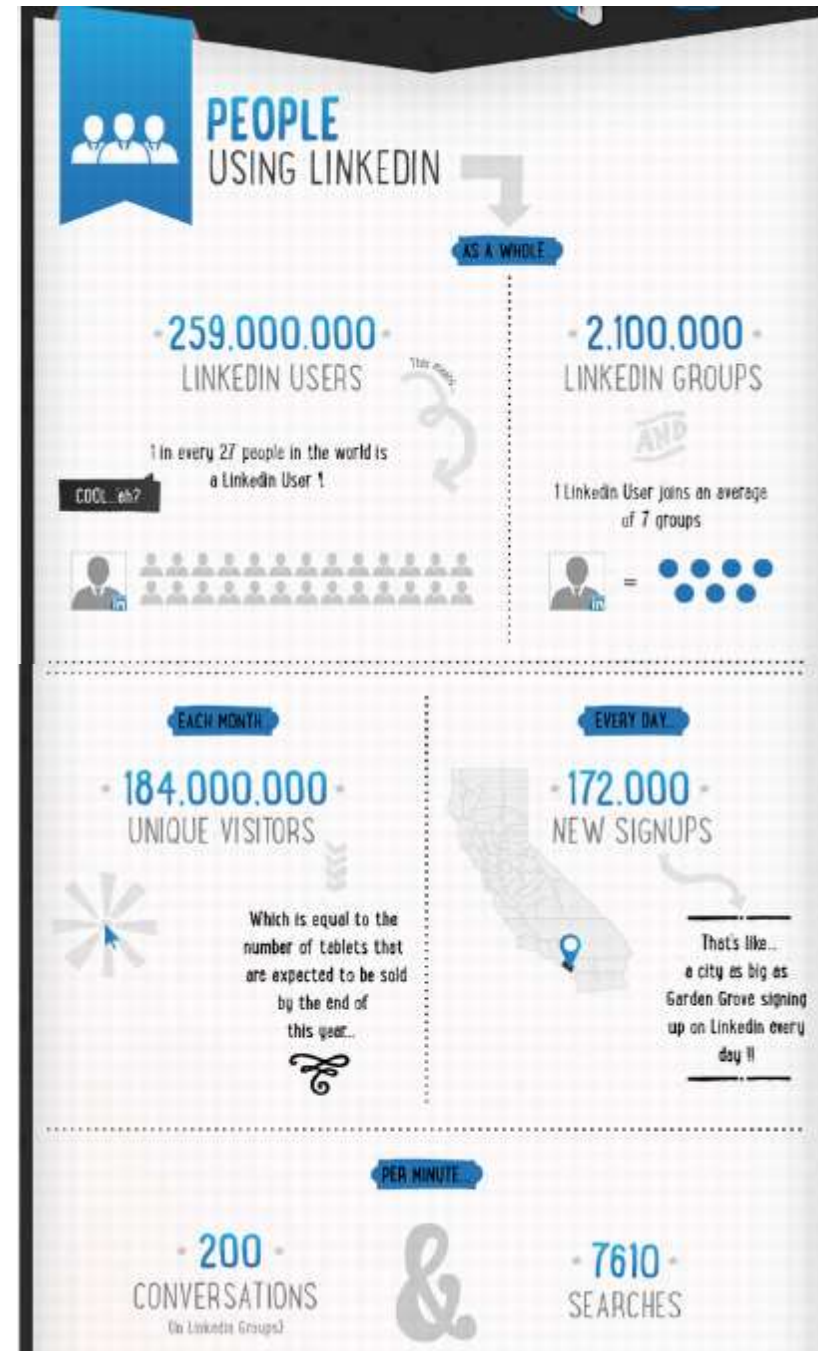 PEOPLE
USING LINKEDIN
AS A WHOLE...
259.000.000
LINKEDIN USERS
This means...
1 in every 27 people in the world is
a Linkedin User !
COOL...eh?
in
2.100.000
LINKEDIN GROUPS
AND
1 Linkedin User joins an average
of 7 groups
in
=
EACH MONTH...
184.000.000
UNIQUE VISITORS
Which is equal to the
number of tablets that
are expected to be sold
by the end of
this year...
EVERY DAY...
172.000
NEW SIGNUPS
That's like...
a city as big as
Garden Grove signing
up on Linkedin every
day !!
PER MINUTE...
200
CONVERSATIONS
(In Linkedin Groups)
&
7610
SEARCHES